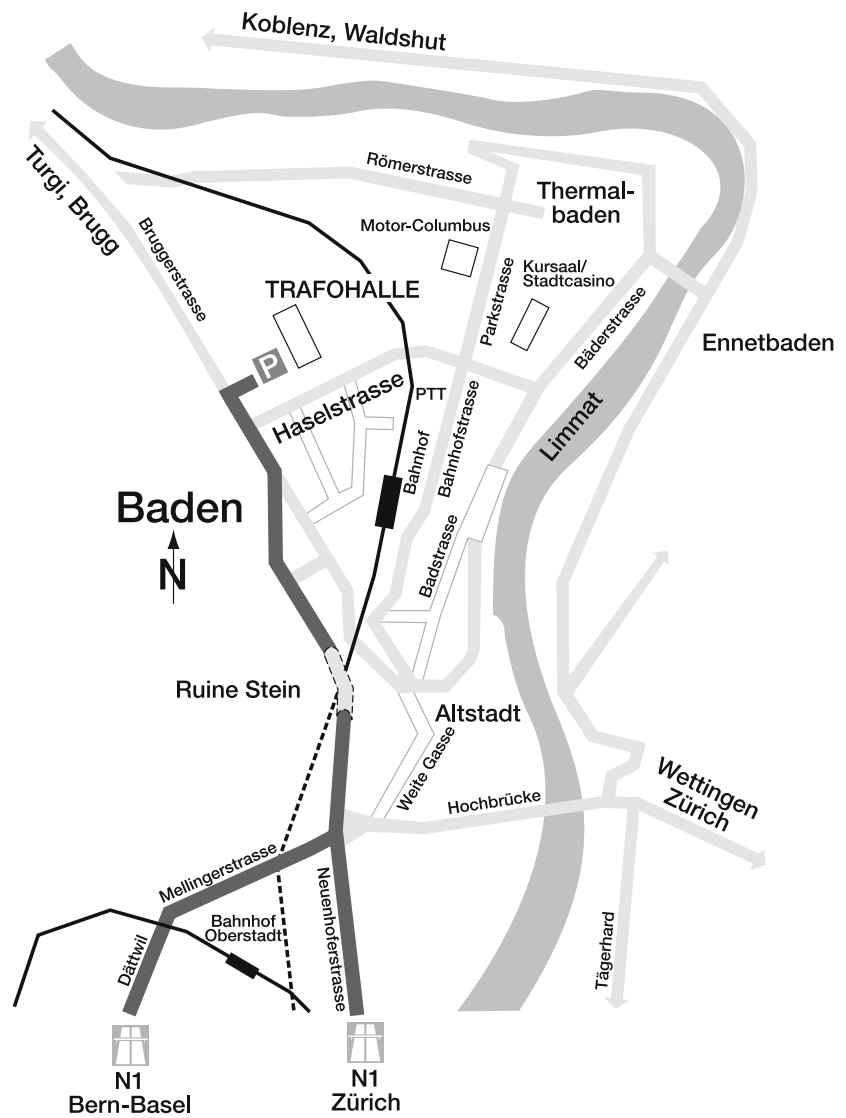 Koblenz, Waldshut
Turgi, Brugg
Römerstrasse
Thermal-
baden
Bruggerstrasse
Motor-Columbus
Kursaal/
Stadtcasino
Parkstrasse
TRAFOHALLE
Bäderstrasse
Ennetbaden
P
Haselstrasse
PTT
Limmat
Bahnhof
Bahnhofstrasse
Baden
N
Badstrasse
Ruine Stein
Altstadt
Weite Gasse
Hochbrücke
Wettingen
Zürich
Mellingerstrasse
Neuenhoferstrasse
Bahnhof
Oberstadt
Dättwil
Tägerhard
N1
Bern-Basel
N1
Zürich